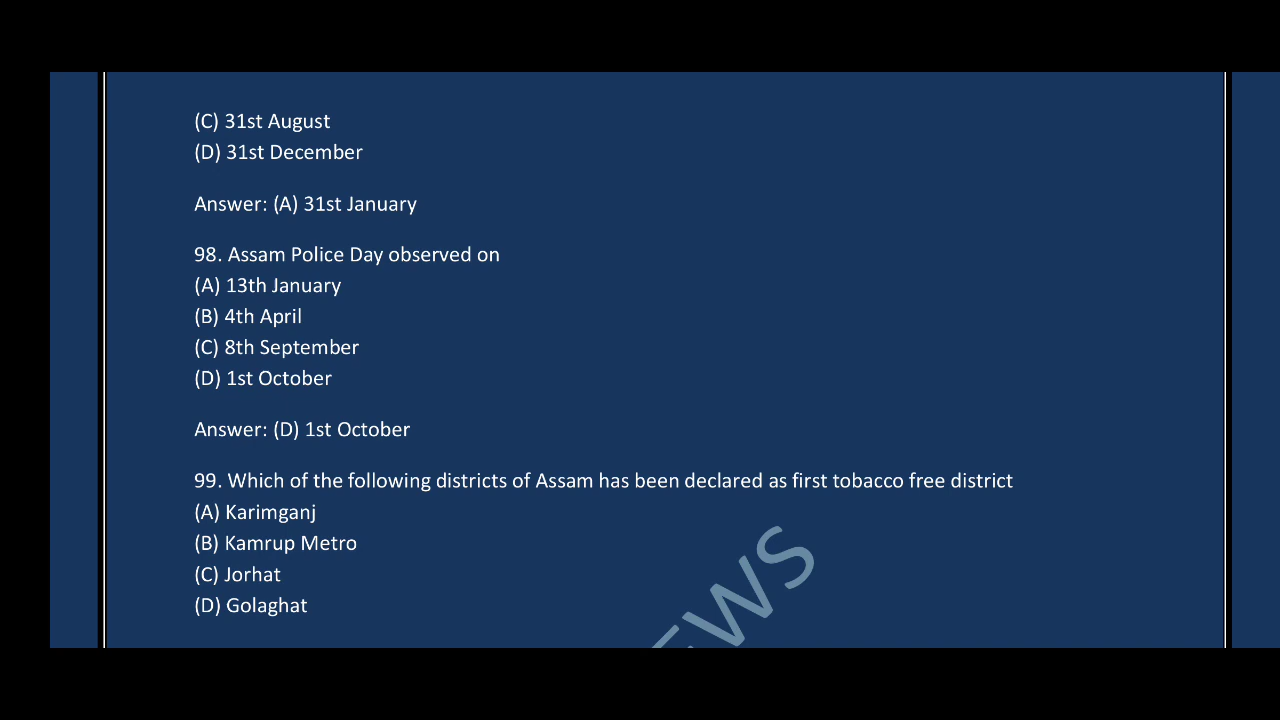 (C) 31st August
(D) 31st December
Answer: (A) 31st January
98. Assam Police Day observed on
(A) 13th January
(B) 4th April
(C) 8th September
(D) 1st October
Answer: (D) 1st October
99. Which of the following districts of Assam has been declared as first tobacco free district
(A) Karimganj
(B) Kamrup Metro
(C) Jorhat
(D) Golaghat